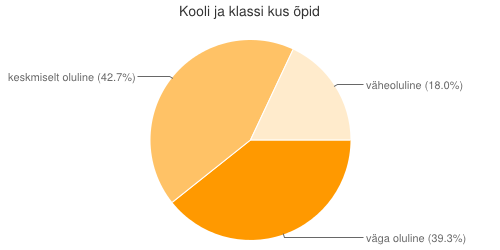 Kooli ja klassi kus õpid
keskmiselt oluline (42.7%)
väheoluline (18.0%)
väga oluline (39.3%)